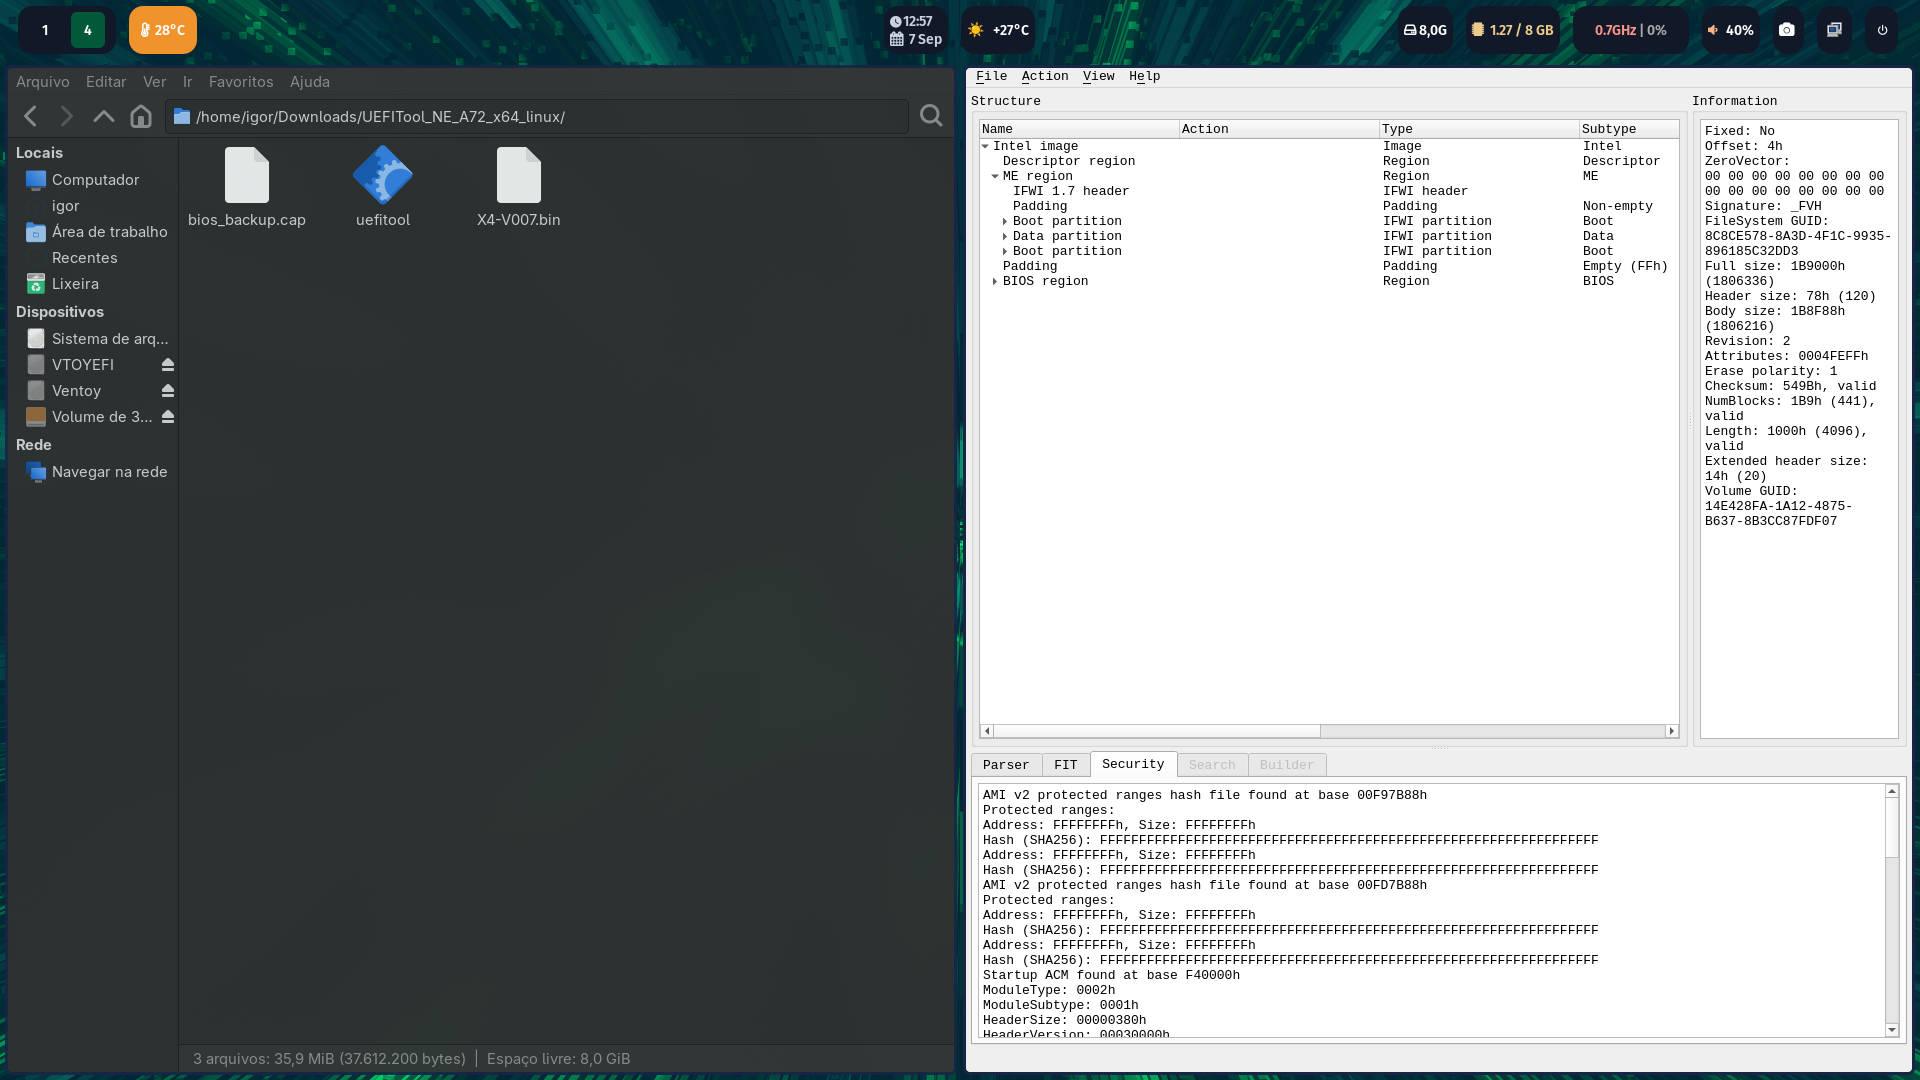 1
4
28°C
12:57
7 Sep
+27°C
8,0G
1.27 / 8 GB
0.7GHz | 0%
40%
Arquivo Editar Ver Ir Favoritos Ajuda
/home/igor/Downloads/UEFITool_NE_A72_x64_linux/
Locais
Computador
igor
Área de trabalho
Recentes
Lixeira
Dispositivos
Sistema de arq...
VTOYEFI
Ventoy
Volume de 3...
Rede
Navegar na rede
bios_backup.cap
uefitool
X4-V007.bin
3 arquivos: 35,9 MiB (37.612.200 bytes) | Espaço livre: 8,0 GiB
File Action View Help
Structure
Name Action Type Subtype
Intel image Image Intel
Descriptor region Region Descriptor
ME region Region ME
IFWI 1.7 header IFWI header
Padding Padding Non-empty
Boot partition IFWI partition Boot
Data partition IFWI partition Data
Boot partition IFWI partition Boot
Padding Padding Empty (FFh)
BIOS region Region BIOS
Information
Fixed: No
Offset: 4h
ZeroVector:
00 00 00 00 00 00 00 00
00 00 00 00 00 00 00 00
Signature: _FVH
FileSystem GUID:
8C8CE578-8A3D-4F1C-9935-
896185C32DD3
Full size: 1B9000h
(1806336)
Header size: 78h (120)
Body size: 1B8F88h
(1806216)
Revision: 2
Attributes: 0004FEFFh
Erase polarity: 1
Checksum: 549Bh, valid
NumBlocks: 1B9h (441),
valid
Length: 1000h (4096),
valid
Extended header size:
14h (20)
Volume GUID:
14E428FA-1A12-4875-
B637-8B3CC87FDF07
Parser FIT Security Search Builder
AMI v2 protected ranges hash file found at base 00F97B88h
Protected ranges:
Address: FFFFFFFFh, Size: FFFFFFFFh
Hash (SHA256): FFFFFFFFFFFFFFFFFFFFFFFFFFFFFFFFFFFFFFFFFFFFFFFFFFFFFFFFFFFFFFFF
Address: FFFFFFFFh, Size: FFFFFFFFh
Hash (SHA256): FFFFFFFFFFFFFFFFFFFFFFFFFFFFFFFFFFFFFFFFFFFFFFFFFFFFFFFFFFFFFFFF
AMI v2 protected ranges hash file found at base 00FD7B88h
Protected ranges:
Address: FFFFFFFFh, Size: FFFFFFFFh
Hash (SHA256): FFFFFFFFFFFFFFFFFFFFFFFFFFFFFFFFFFFFFFFFFFFFFFFFFFFFFFFFFFFFFFFF
Address: FFFFFFFFh, Size: FFFFFFFFh
Hash (SHA256): FFFFFFFFFFFFFFFFFFFFFFFFFFFFFFFFFFFFFFFFFFFFFFFFFFFFFFFFFFFFFFFF
Startup ACM found at base F40000h
ModuleType: 0002h
ModuleSubtype: 0001h
HeaderSize: 00000380h
HeaderVersion: 00030000h